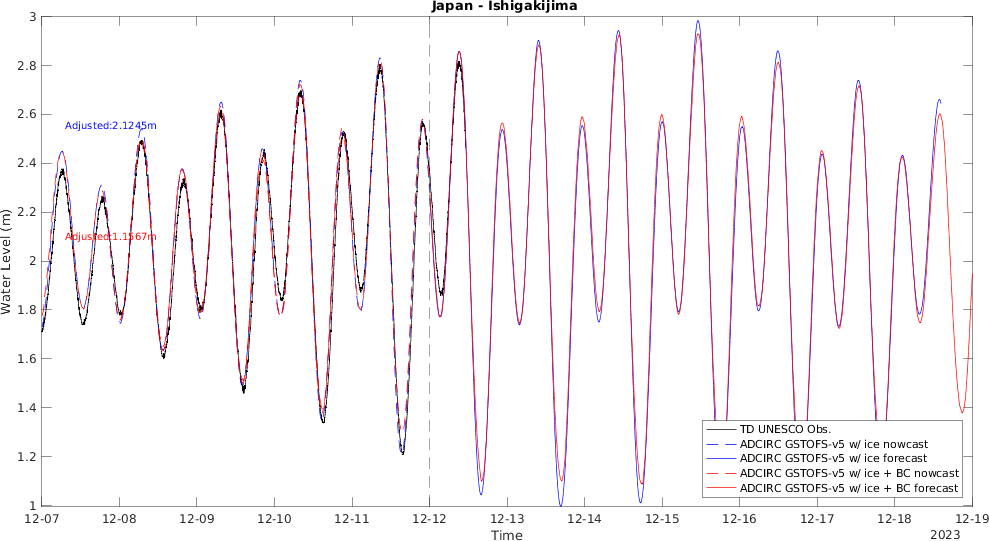 Japan - Ishigakijima
Water Level (m)
3
2.8
2.6
2.4
2.2
2
1.8
1.6
1.4
1.2
1
Adjusted:2.1245m
Adjusted:1.1567m
TD UNESCO Obs.
ADCIRC GSTOFS-v5 w/ ice nowcast
ADCIRC GSTOFS-v5 w/ ice forecast
ADCIRC GSTOFS-v5 w/ ice + BC nowcast
ADCIRC GSTOFS-v5 w/ ice + BC forecast
12-07 12-08 12-09 12-10 12-11 12-12 12-13 12-14 12-15 12-16 12-17 12-18 12-19
Time
2023